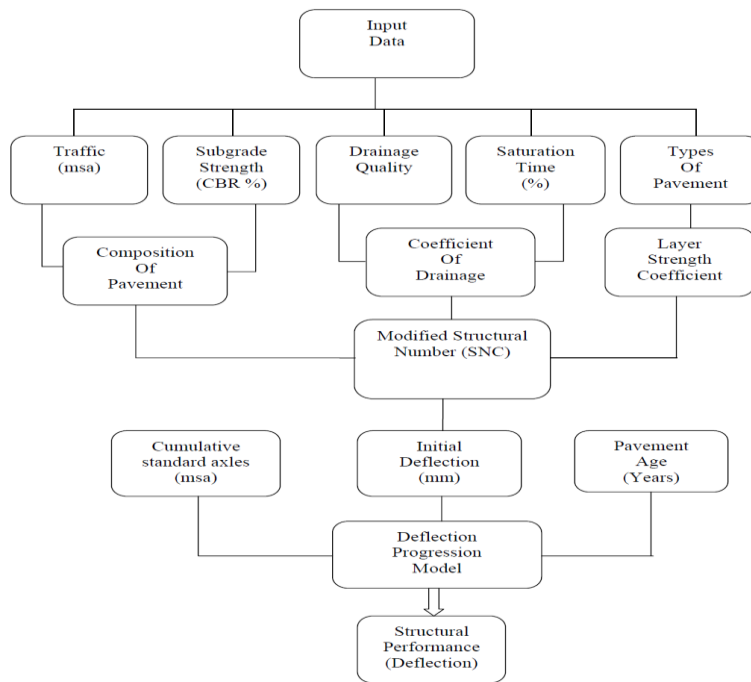 Input
Data
Traffic
(msa)
Subgrade
Strength
(CBR %)
Drainage
Quality
Saturation
Time
(%)
Types
Of
Pavement
Composition
Of
Pavement
Coefficient
Of
Drainage
Layer
Strength
Coefficient
Modified Structural
Number (SNC)
Cumulative
standard axles
(msa)
Initial
Deflection
(mm)
Pavement
Age
(Years)
Deflection
Progression
Model
Structural
Performance
(Deflection)